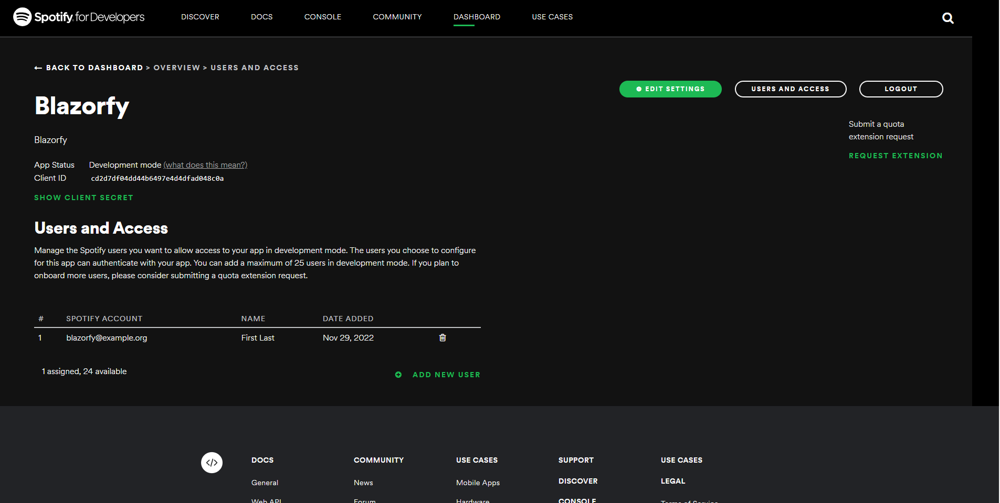 Spotify for Developers
DISCOVER
DOCS
CONSOLE
COMMUNITY
DASHBOARD
USE CASES
← BACK TO DASHBOARD > OVERVIEW > USERS AND ACCESS
EDIT SETTINGS
USERS AND ACCESS
LOGOUT
Blazorfy
Submit a quota
extension request
REQUEST EXTENSION
Blazorfy
App Status Development mode (what does this mean?)
Client ID cd2d7df04dd44b6497e4d4dfad048c0a
SHOW CLIENT SECRET
Users and Access
Manage the Spotify users you want to allow access to your app in development mode. The users you choose to configure
for this app can authenticate with your app. You can add a maximum of 25 users in development mode. If you plan to
onboard more users, please consider submitting a quota extension request.
# SPOTIFY ACCOUNT NAME DATE ADDED
1 blazorfy@example.org First Last Nov 29, 2022
1 assigned, 24 available
ADD NEW USER
</>
DOCS
General
Web API
COMMUNITY
News
Forum
USE CASES
Mobile Apps
Hardware
SUPPORT
DISCOVER
CONSOLE
USE CASES
LEGAL
Terms of Service